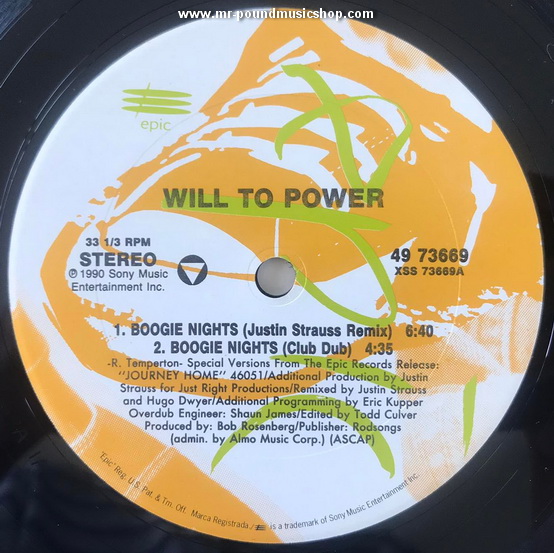 www.mr-poundmusicshop.com
epic
WILL TO POWER
33 1/3 RPM
STEREO
℗ 1990 Sony Music
Entertainment Inc.
49 73669
XSS 73669A
1. BOOGIE NIGHTS (Justin Strauss Remix) 6:40
2. BOOGIE NIGHTS (Club Dub) 4:35
-R. Temperton- Special Versions From The Epic Records Release:
"JOURNEY HOME" 46051/Additional Production by Justin
Strauss for Just Right Productions/Remixed by Justin Strauss
and Hugo Dwyer/Additional Programming by Eric Kupper
Overdub Engineer: Shaun James/Edited by Todd Culver
Produced by: Bob Rosenberg/Publisher: Rodsongs
(admin. by Almo Music Corp.) (ASCAP)
"Epic" Reg. U.S. Pat. & Tm. Off. Marca Registrada./ is a trademark of Sony Music Entertainment Inc.